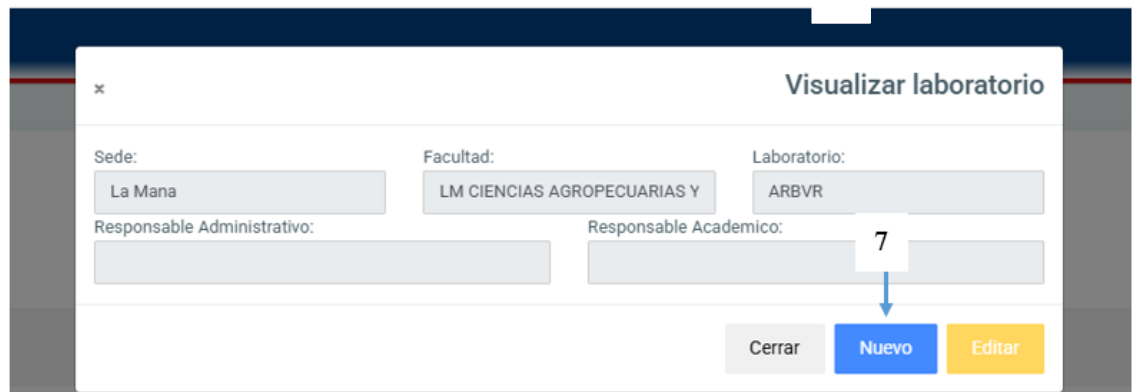 ×
Visualizar laboratorio
Sede: Facultad: Laboratorio:
La Mana LM CIENCIAS AGROPECUARIAS Y ARBVR
Responsable Administrativo: Responsable Academico:
7
Cerrar Nuevo Editar